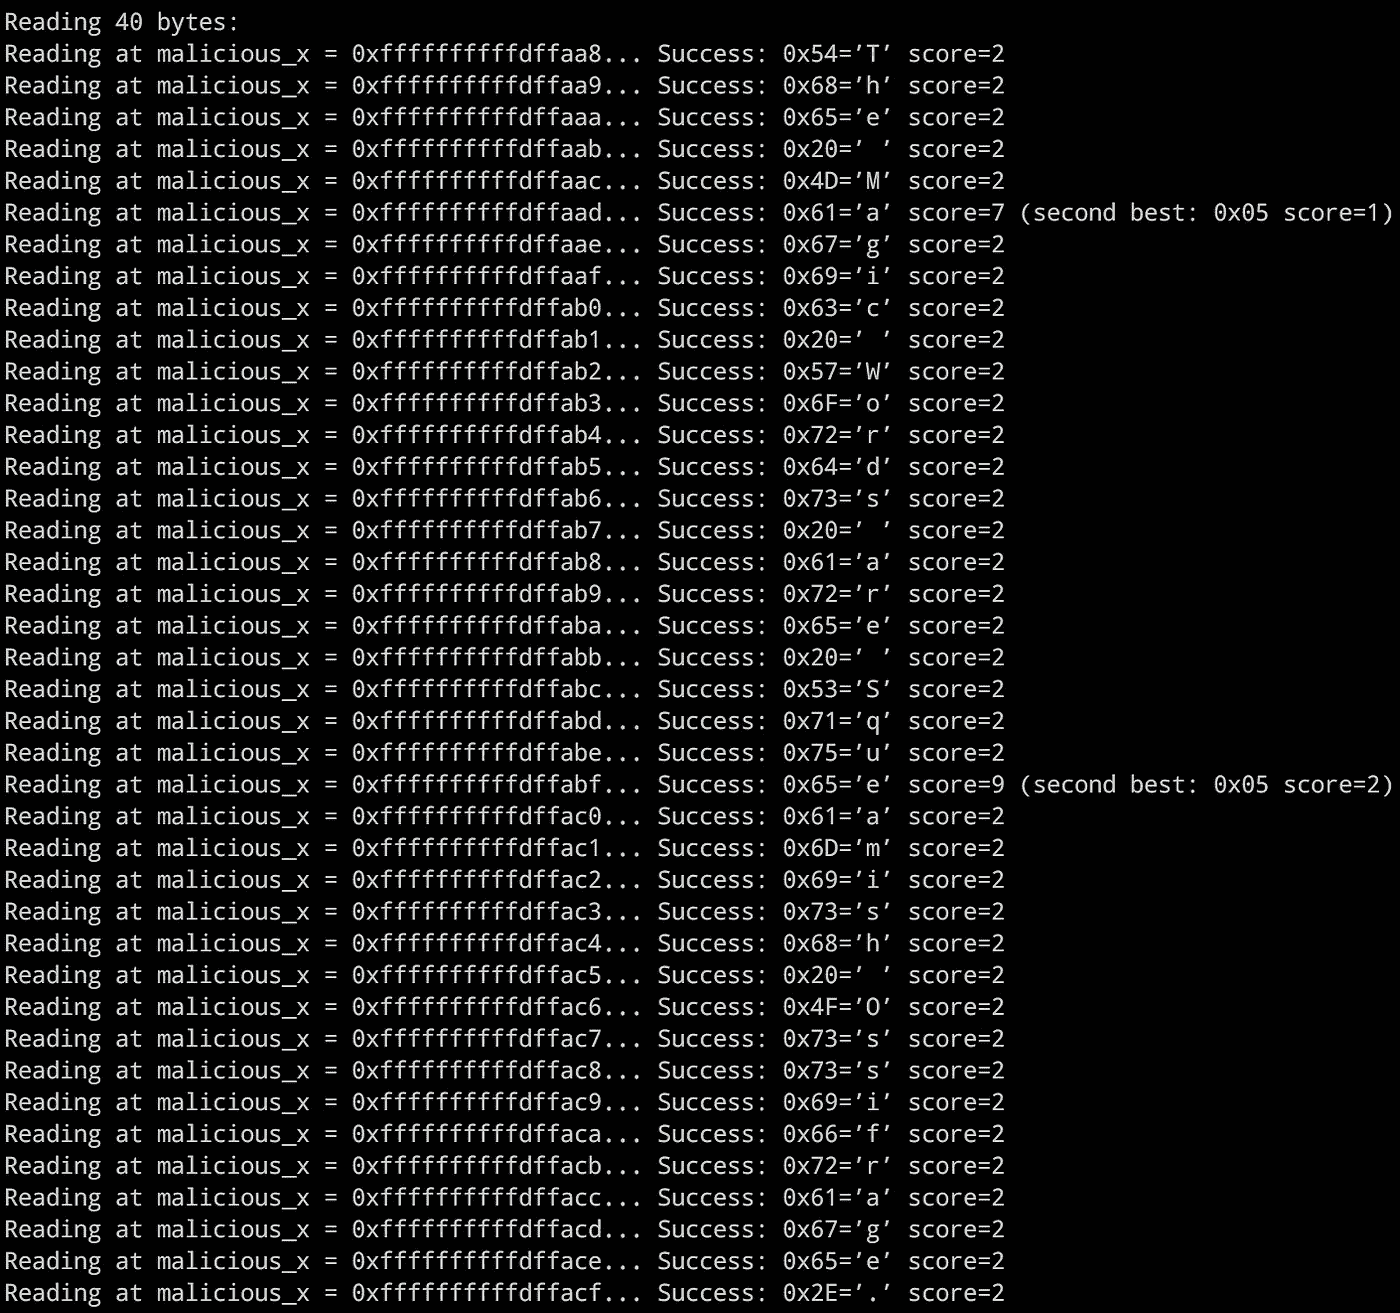 Reading 40 bytes:
Reading at malicious_x = 0xffffffffffdffaa8... Success: 0x54=’T’ score=2
Reading at malicious_x = 0xffffffffffdffaa9... Success: 0x68=’h’ score=2
Reading at malicious_x = 0xffffffffffdffaaa... Success: 0x65=’e’ score=2
Reading at malicious_x = 0xffffffffffdffaab... Success: 0x20=’ ’ score=2
Reading at malicious_x = 0xffffffffffdffaac... Success: 0x4D=’M’ score=2
Reading at malicious_x = 0xffffffffffdffaad... Success: 0x61=’a’ score=7 (second best: 0x05 score=1)
Reading at malicious_x = 0xffffffffffdffaae... Success: 0x67=’g’ score=2
Reading at malicious_x = 0xffffffffffdffaaf... Success: 0x69=’i’ score=2
Reading at malicious_x = 0xffffffffffdffab0... Success: 0x63=’c’ score=2
Reading at malicious_x = 0xffffffffffdffab1... Success: 0x20=’ ’ score=2
Reading at malicious_x = 0xffffffffffdffab2... Success: 0x57=’W’ score=2
Reading at malicious_x = 0xffffffffffdffab3... Success: 0x6F=’o’ score=2
Reading at malicious_x = 0xffffffffffdffab4... Success: 0x72=’r’ score=2
Reading at malicious_x = 0xffffffffffdffab5... Success: 0x64=’d’ score=2
Reading at malicious_x = 0xffffffffffdffab6... Success: 0x73=’s’ score=2
Reading at malicious_x = 0xffffffffffdffab7... Success: 0x20=’ ’ score=2
Reading at malicious_x = 0xffffffffffdffab8... Success: 0x61=’a’ score=2
Reading at malicious_x = 0xffffffffffdffab9... Success: 0x72=’r’ score=2
Reading at malicious_x = 0xffffffffffdffaba... Success: 0x65=’e’ score=2
Reading at malicious_x = 0xffffffffffdffabb... Success: 0x20=’ ’ score=2
Reading at malicious_x = 0xffffffffffdffabc... Success: 0x53=’S’ score=2
Reading at malicious_x = 0xffffffffffdffabd... Success: 0x71=’q’ score=2
Reading at malicious_x = 0xffffffffffdffabe... Success: 0x75=’u’ score=2
Reading at malicious_x = 0xffffffffffdffabf... Success: 0x65=’e’ score=9 (second best: 0x05 score=2)
Reading at malicious_x = 0xffffffffffdffac0... Success: 0x61=’a’ score=2
Reading at malicious_x = 0xffffffffffdffac1... Success: 0x6D=’m’ score=2
Reading at malicious_x = 0xffffffffffdffac2... Success: 0x69=’i’ score=2
Reading at malicious_x = 0xffffffffffdffac3... Success: 0x73=’s’ score=2
Reading at malicious_x = 0xffffffffffdffac4... Success: 0x68=’h’ score=2
Reading at malicious_x = 0xffffffffffdffac5... Success: 0x20=’ ’ score=2
Reading at malicious_x = 0xffffffffffdffac6... Success: 0x4F=’O’ score=2
Reading at malicious_x = 0xffffffffffdffac7... Success: 0x73=’s’ score=2
Reading at malicious_x = 0xffffffffffdffac8... Success: 0x73=’s’ score=2
Reading at malicious_x = 0xffffffffffdffac9... Success: 0x69=’i’ score=2
Reading at malicious_x = 0xffffffffffdffaca... Success: 0x66=’f’ score=2
Reading at malicious_x = 0xffffffffffdffacb... Success: 0x72=’r’ score=2
Reading at malicious_x = 0xffffffffffdffacc... Success: 0x61=’a’ score=2
Reading at malicious_x = 0xffffffffffdffacd... Success: 0x67=’g’ score=2
Reading at malicious_x = 0xffffffffffdfface... Success: 0x65=’e’ score=2
Reading at malicious_x = 0xffffffffffdffacf... Success: 0x2E=’.’ score=2